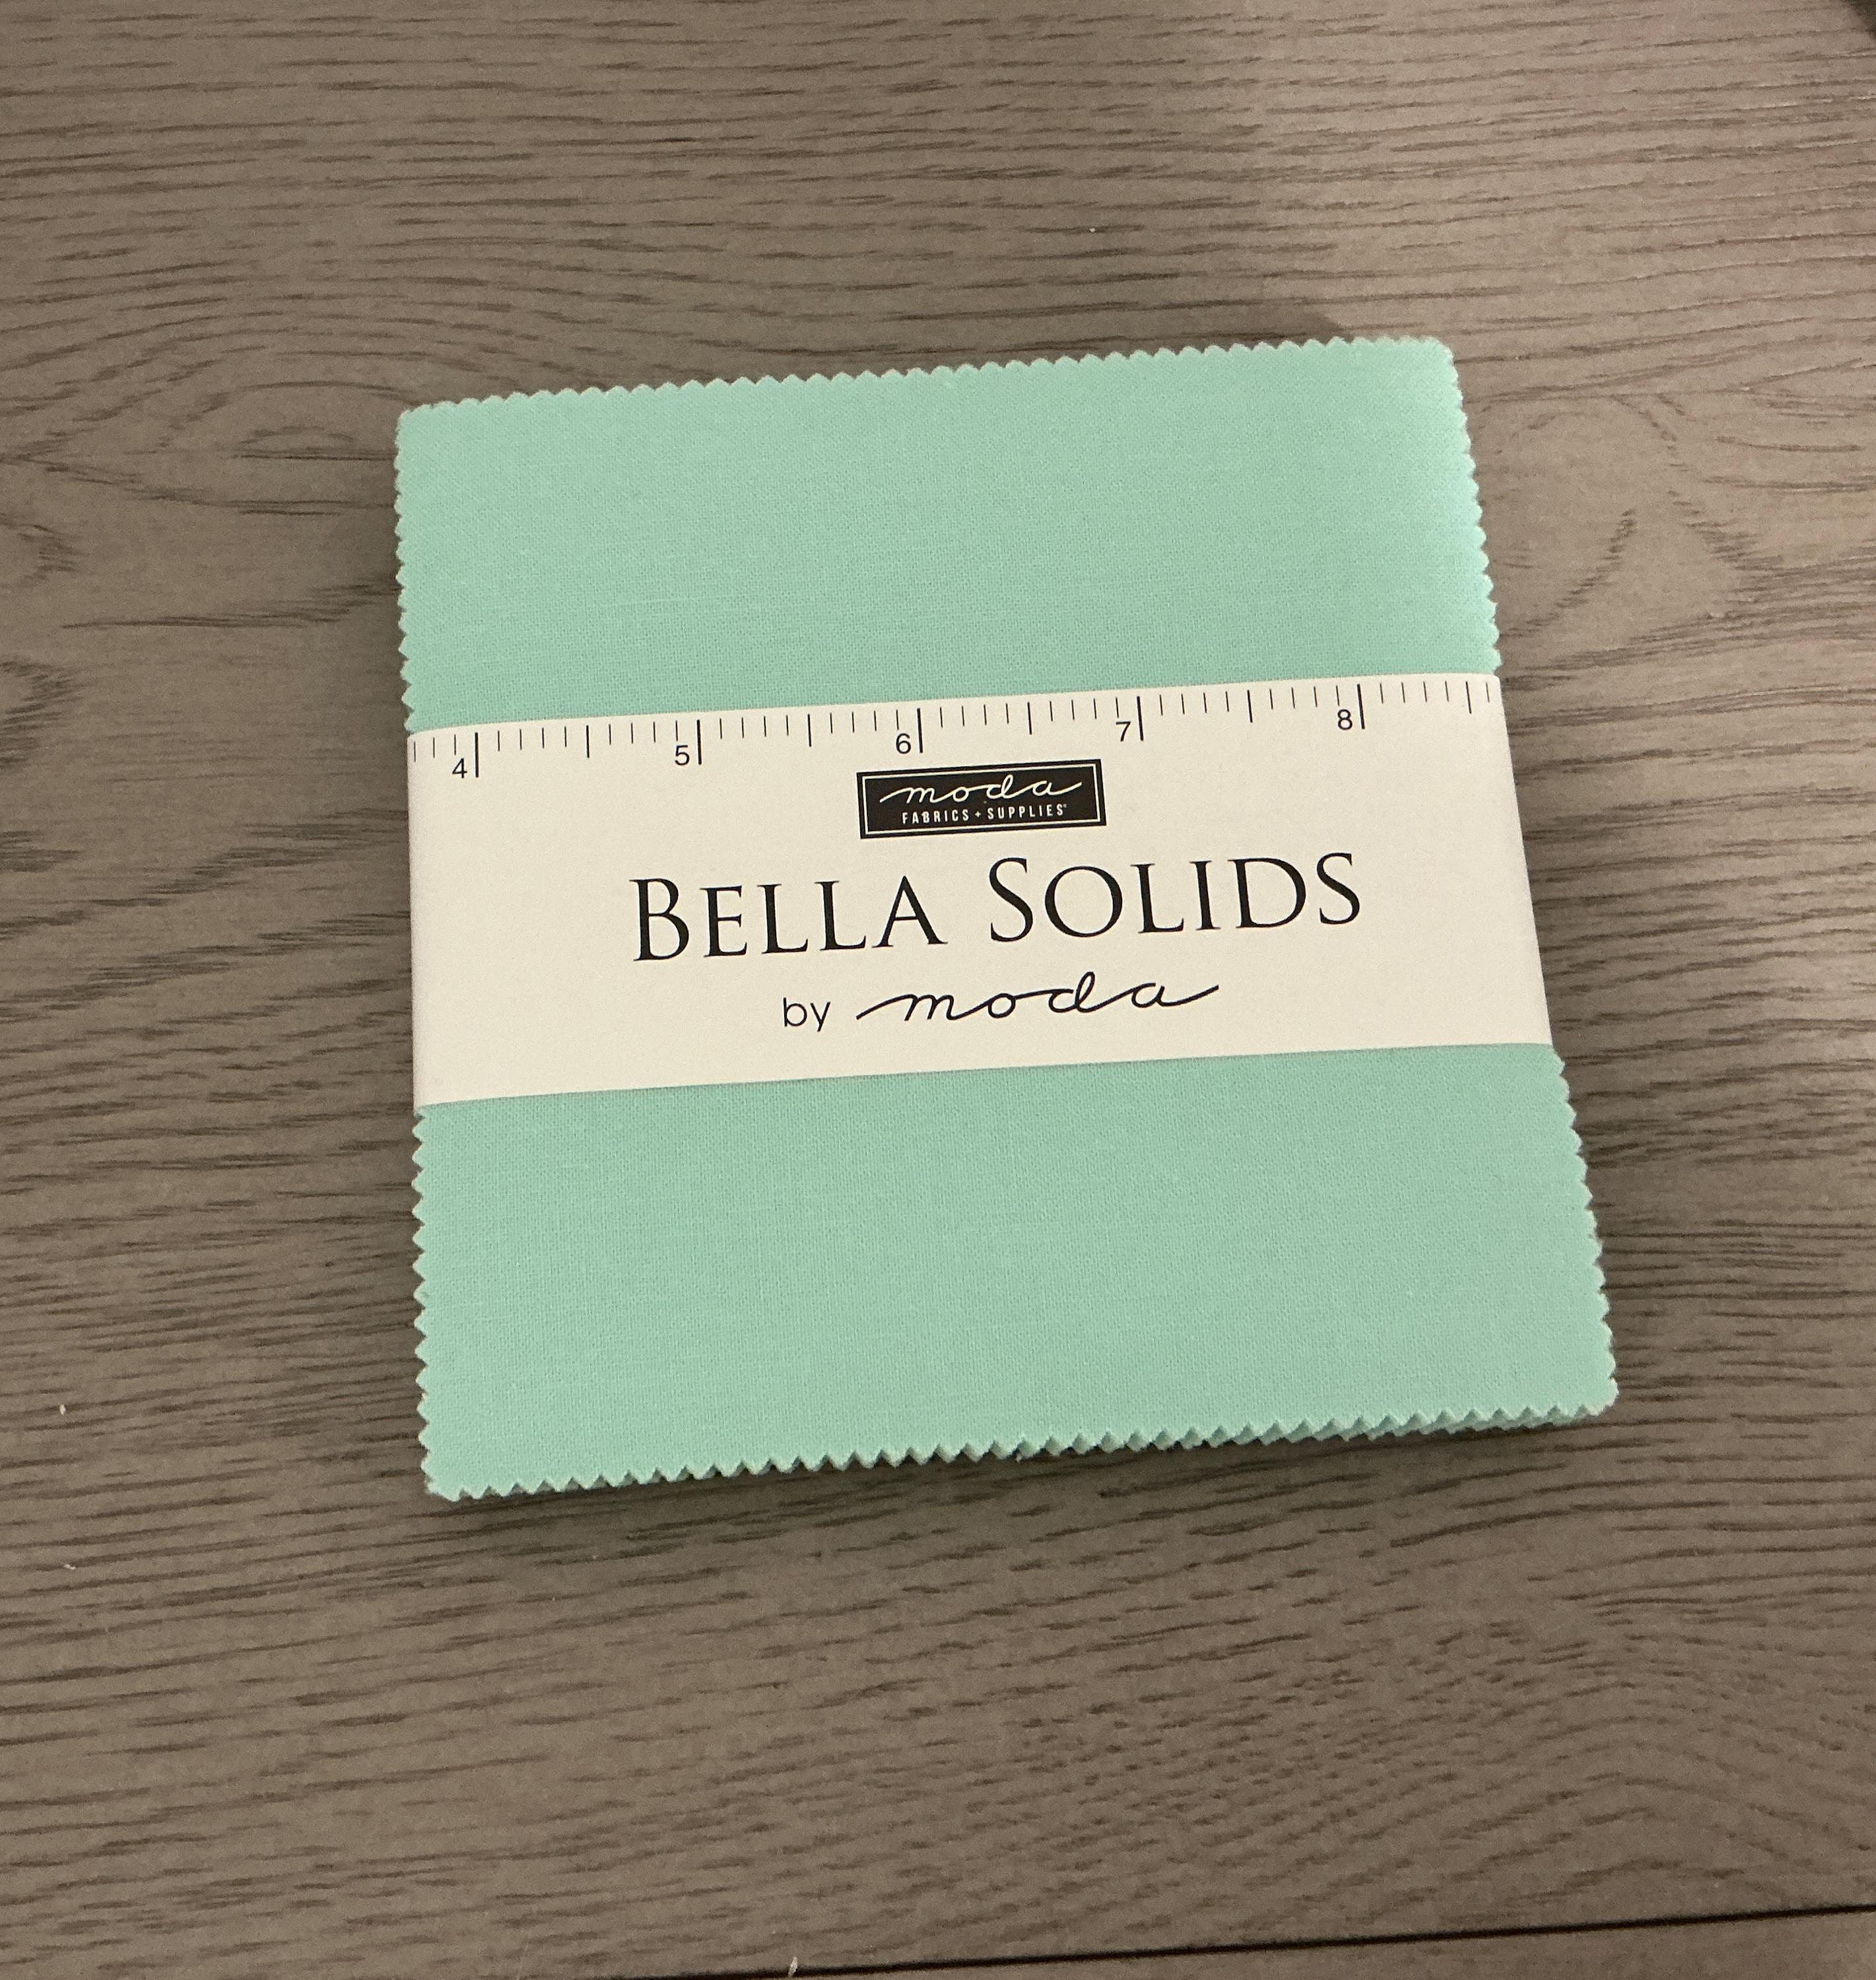 4 5 6 7 8
moda
FABRICS + SUPPLIES®
BELLA SOLIDS
by moda